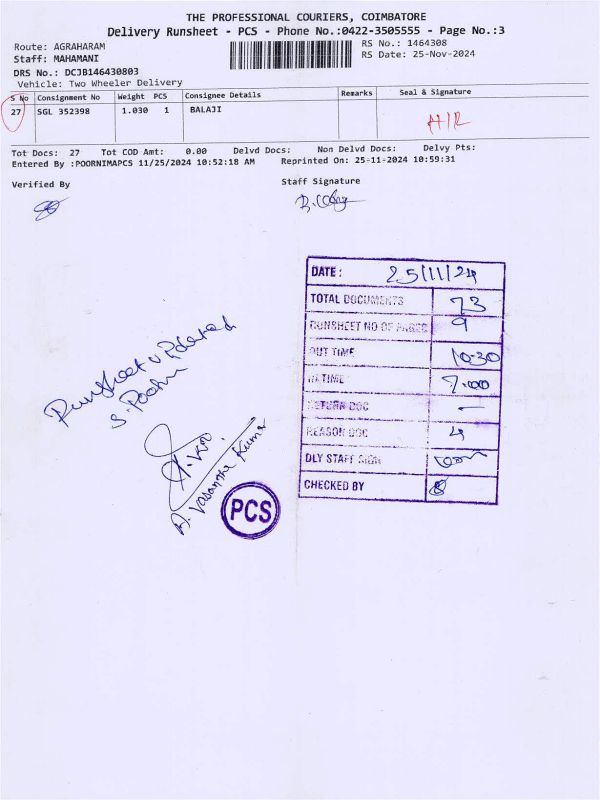 THE PROFESSIONAL COURIERS, COIMBATORE
Delivery Runsheet - PCS - Phone No.:0422-3505555 - Page No.:3
Route: AGRAHARAM
RS No.: 1464308
Staff: MAHAMANI
RS Date: 25-Nov-2024
DRS No.: DCJB146430803
Vehicle: Two Wheeler Delivery
S No Consignment No Weight PCS Consignee Details Remarks Seal & Signature
27 SGL 352398 1.030 1 BALAJI
H/R
Tot Docs: 27 Tot COD Amt: 0.00 Delvd Docs: Non Delvd Docs: Delvy Pts:
Entered By :POORNIMAPCS 11/25/2024 10:52:18 AM Reprinted On: 25-11-2024 10:59:31
Verified By
Staff Signature
DATE : 25/11/24
TOTAL DOCUMENTS 73
RUNSHEET NO OF PAGES 9
OUT TIME 10-30
IN TIME 7.00
RETURN DOC —
REASON DOC 4
DLY STAFF SIGN
CHECKED BY
Runsheet
S. Poorni
Vasantha Kumar
PCS